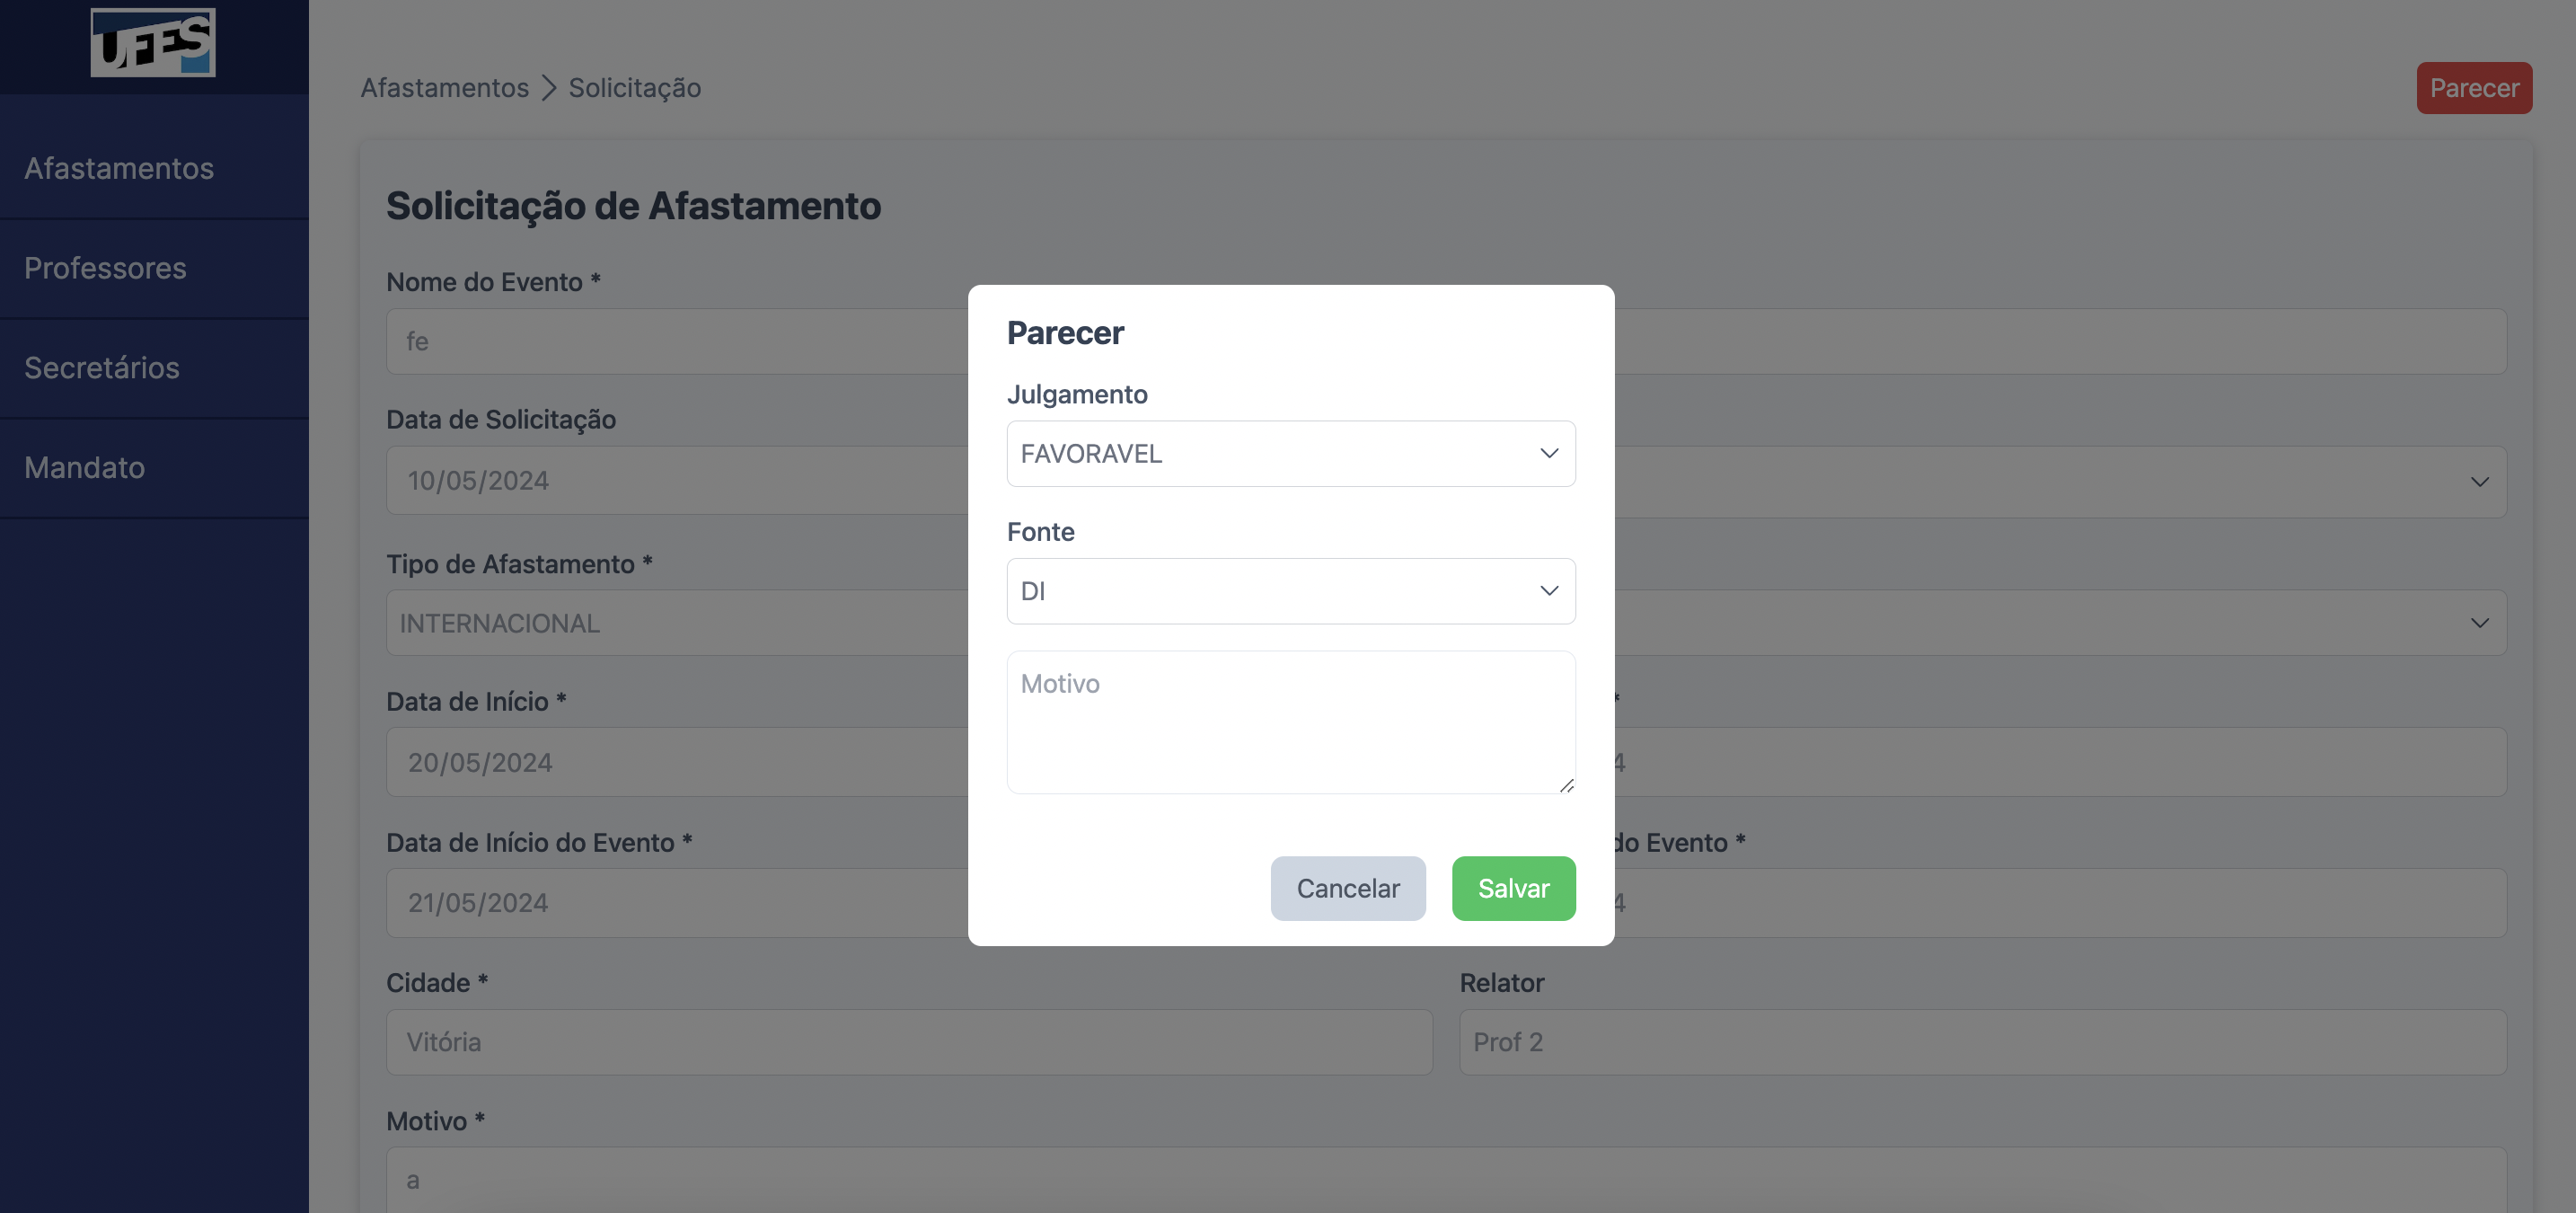 UFES
Afastamentos
Professores
Secretários
Mandato
Afastamentos > Solicitação
Parecer
Solicitação de Afastamento
Nome do Evento *
fe
Data de Solicitação
10/05/2024
Tipo de Afastamento *
INTERNACIONAL
Data de Início *
*
20/05/2024
4
Data de Início do Evento *
do Evento *
21/05/2024
4
Cidade *
Relator
Vitória
Prof 2
Motivo *
a
Parecer
Julgamento
FAVORAVEL
Fonte
DI
Motivo
Cancelar
Salvar